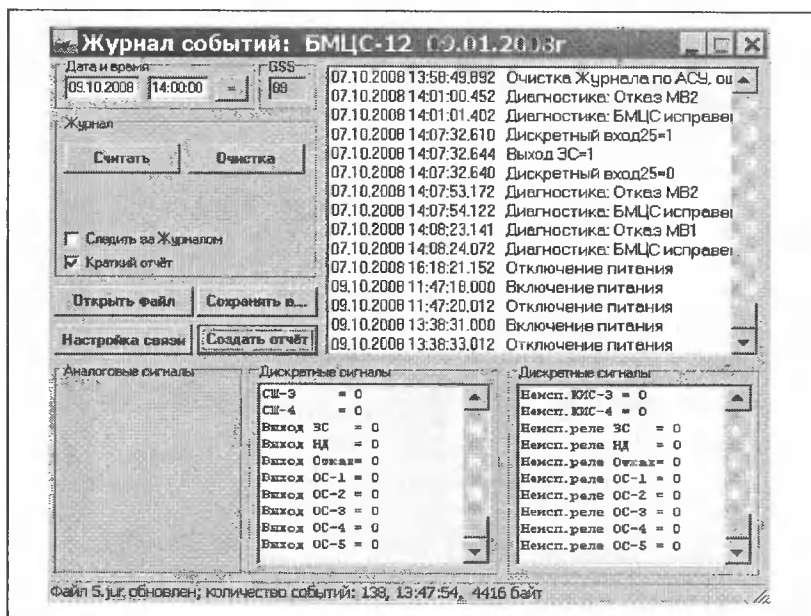 Журнал событий: БМЦС-12 09.01.2008г
Дата и время
09.10.2008 14:00:00 =
GSS
09
Журнал
Считать Очистка
Следить за Журналом
Краткий отчёт
Открыть файл Сохранять в...
Настройка связи Создать отчёт
07.10.2008 13:58:49.892 Очистка Журнала по АСУ, ош
07.10.2008 14:01:00.452 Диагностика: Отказ МВ2
07.10.2008 14:01:01.402 Диагностика: БМЦС исправен
07.10.2008 14:07:32.610 Дискретный вход25=1
07.10.2008 14:07:32.644 Выход ЗС=1
07.10.2008 14:07:32.640 Дискретный вход25=0
07.10.2008 14:07:53.172 Диагностика: Отказ МВ2
07.10.2008 14:07:54.122 Диагностика: БМЦС исправен
07.10.2008 14:08:23.141 Диагностика: Отказ МВ1
07.10.2008 14:08:24.072 Диагностика: БМЦС исправен
07.10.2008 16:18:21.152 Отключение питания
09.10.2008 11:47:18.000 Включение питания
09.10.2008 11:47:20.012 Отключение питания
09.10.2008 13:38:31.000 Включение питания
09.10.2008 13:38:33.012 Отключение питания
Аналоговые сигналы
Дискретные сигналы
СШ-3 = 0
СШ-4 = 0
Выход ЗС = 0
Выход НД = 0
Выход Отказ= 0
Выход ОС-1 = 0
Выход ОС-2 = 0
Выход ОС-3 = 0
Выход ОС-4 = 0
Выход ОС-5 = 0
Дискретные сигналы
Неисп.КИС-3 = 0
Неисп.КИС-4 = 0
Неисп.реле ЗС = 0
Неисп.реле НД = 0
Неисп.реле Отказ= 0
Неисп.реле ОС-1 = 0
Неисп.реле ОС-2 = 0
Неисп.реле ОС-3 = 0
Неисп.реле ОС-4 = 0
Неисп.реле ОС-5 = 0
Файл 5.jur обновлен; количество событий: 138, 13:47:54, 4416 байт